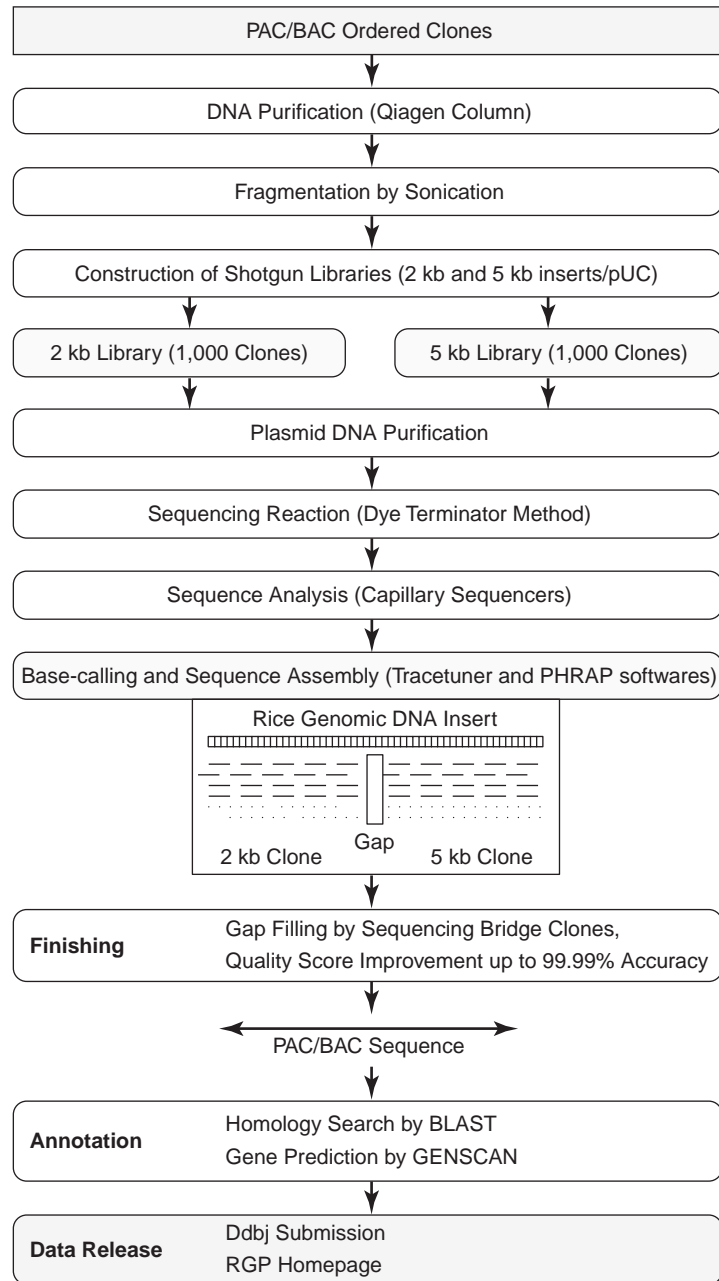 PAC/BAC Ordered Clones
DNA Purification (Qiagen Column)
Fragmentation by Sonication
Construction of Shotgun Libraries (2 kb and 5 kb inserts/pUC)
2 kb Library (1,000 Clones)
5 kb Library (1,000 Clones)
Plasmid DNA Purification
Sequencing Reaction (Dye Terminator Method)
Sequence Analysis (Capillary Sequencers)
Base-calling and Sequence Assembly (Tracetuner and PHRAP softwares)
Rice Genomic DNA Insert
Gap
2 kb Clone
5 kb Clone
Finishing
Gap Filling by Sequencing Bridge Clones,
Quality Score Improvement up to 99.99% Accuracy
PAC/BAC Sequence
Annotation
Homology Search by BLAST
Gene Prediction by GENSCAN
Data Release
Ddbj Submission
RGP Homepage